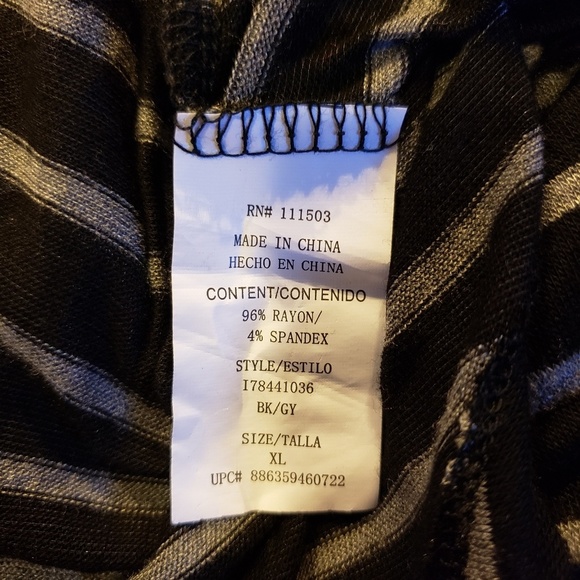 RN# 111503
MADE IN CHINA
HECHO EN CHINA
CONTENT/CONTENIDO
96% RAYON/
4% SPANDEX
STYLE/ESTILO
I78441036
BK/GY
SIZE/TALLA
XL
UPC# 886359460722